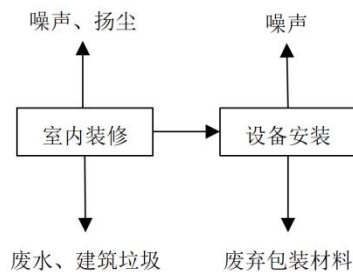 噪声、扬尘
噪声
室内装修
设备安装
废水、建筑垃圾
废弃包装材料